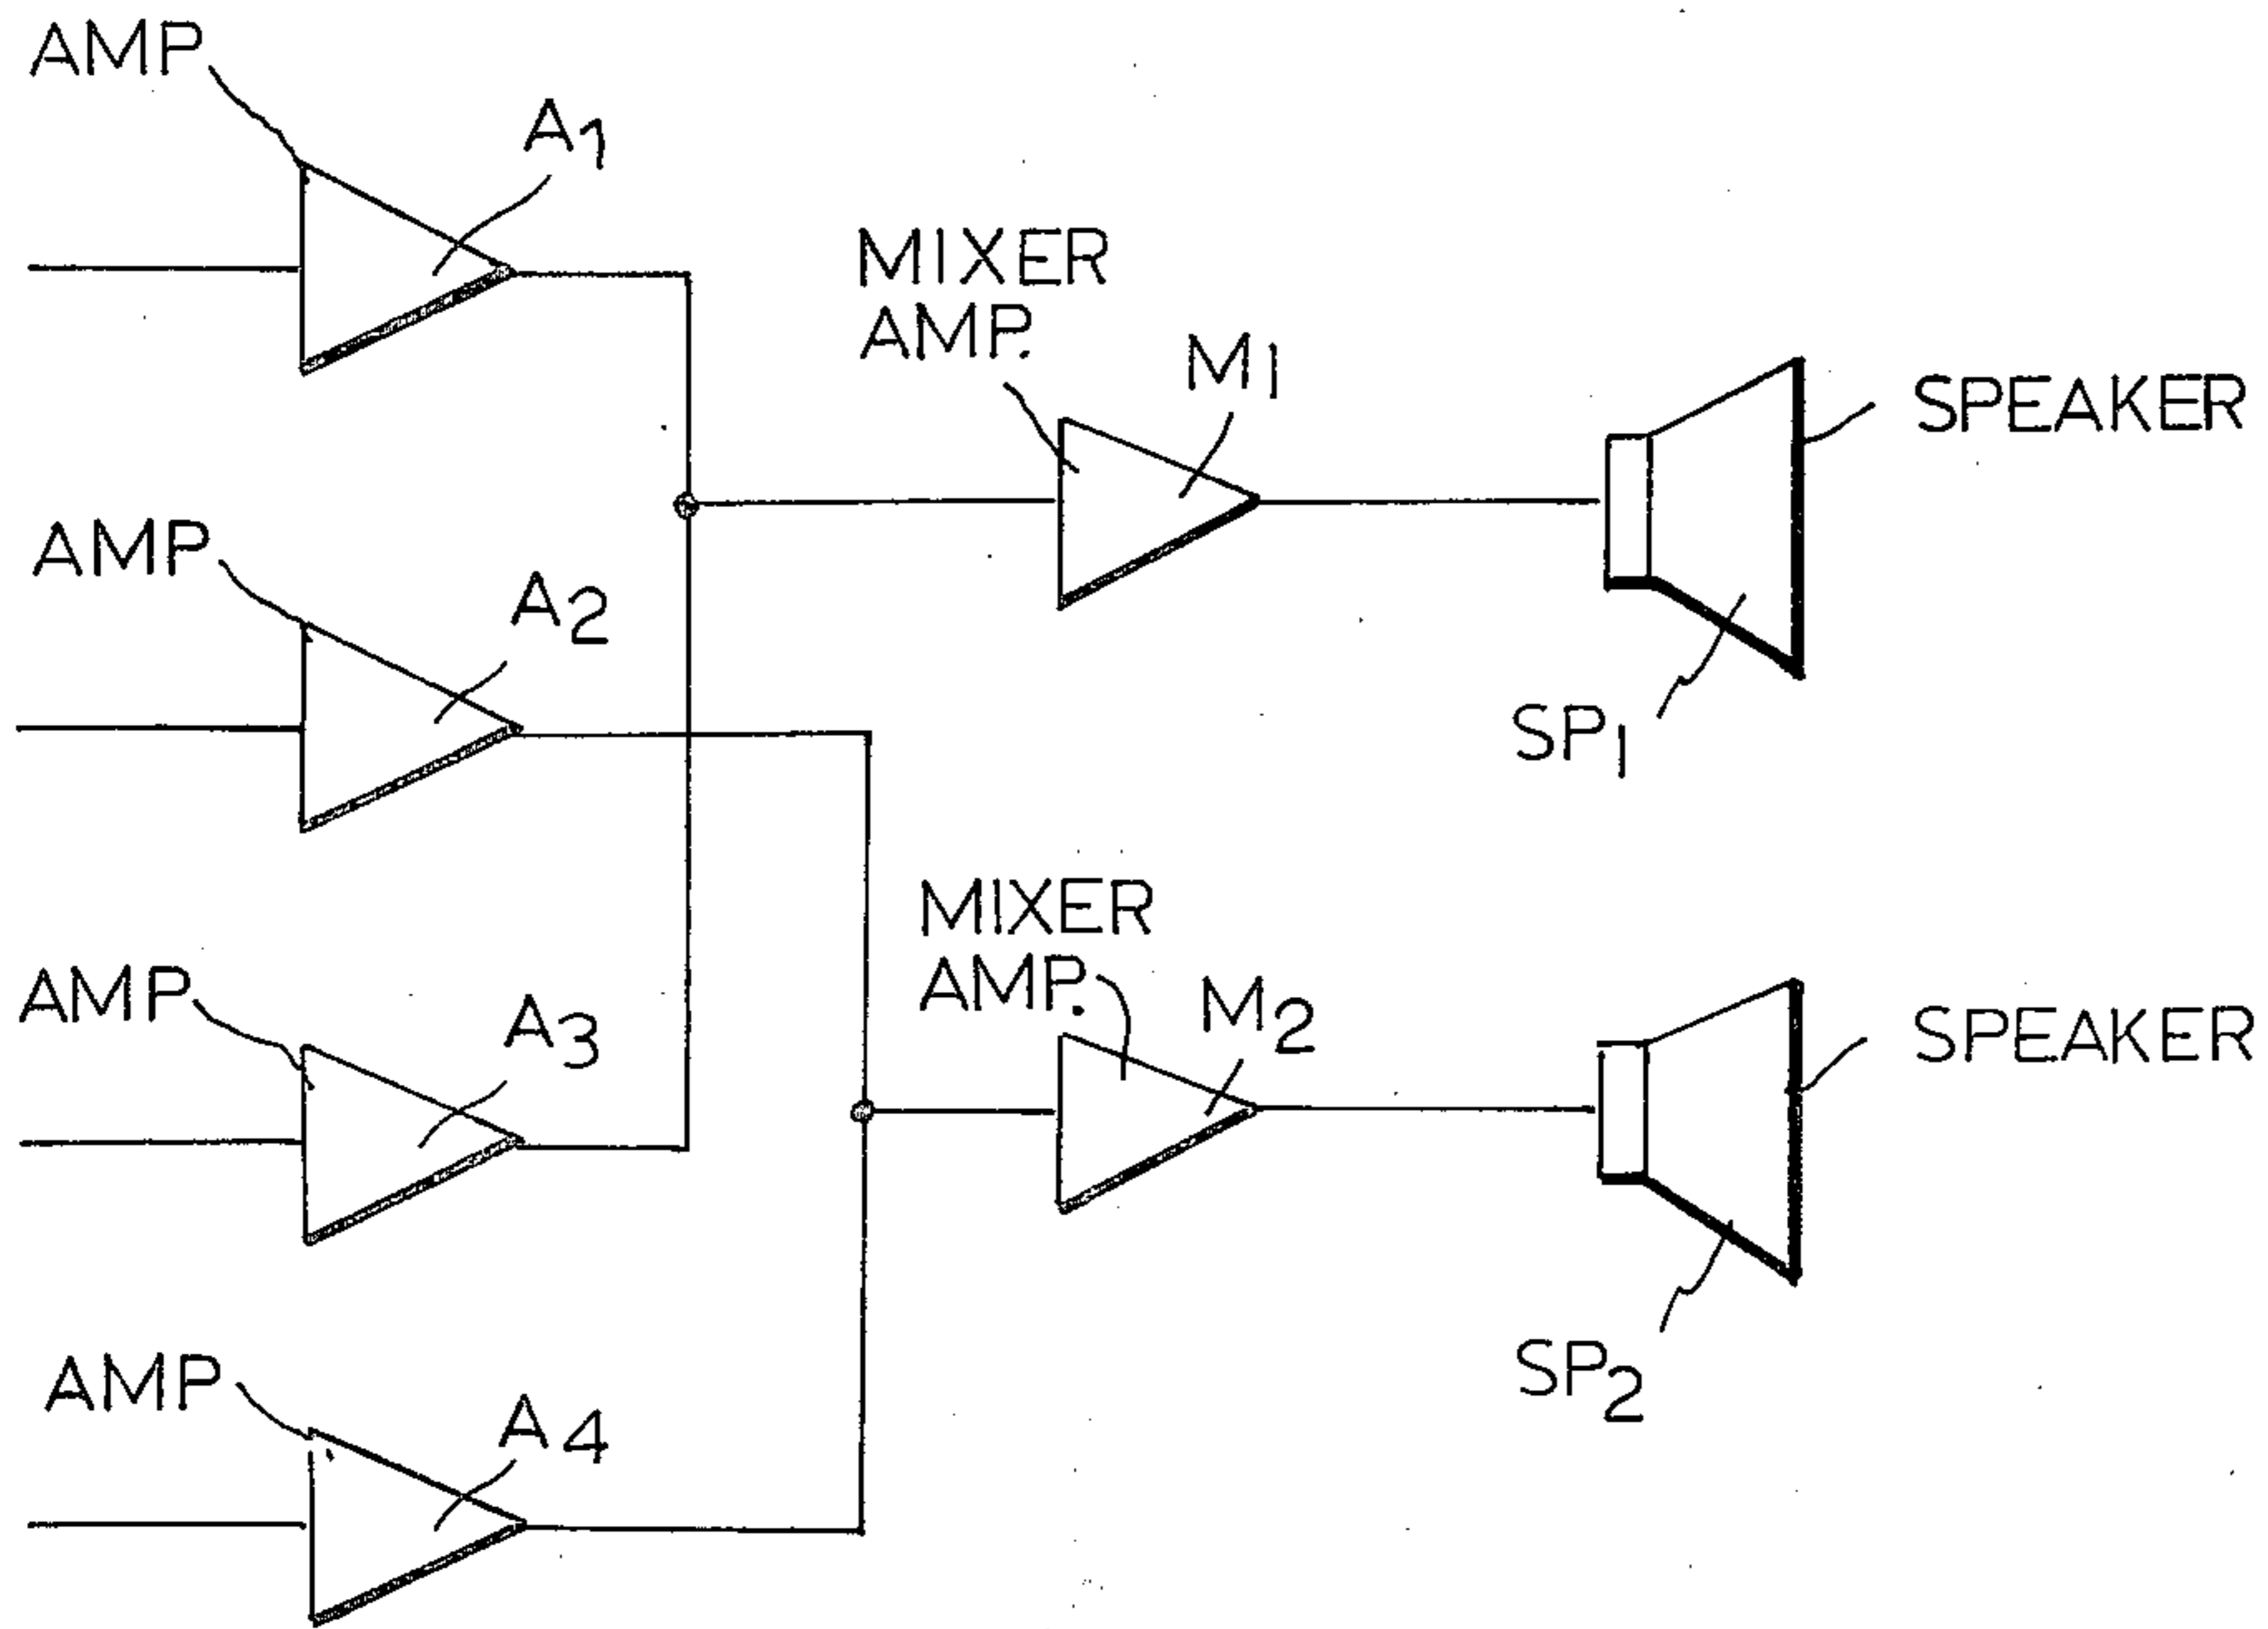 AMP
A1
MIXER
AMP.
M1
SPEAKER
AMP
A2
SP1
MIXER
AMP.
M2
AMP
A3
SPEAKER
SP2
AMP
A4